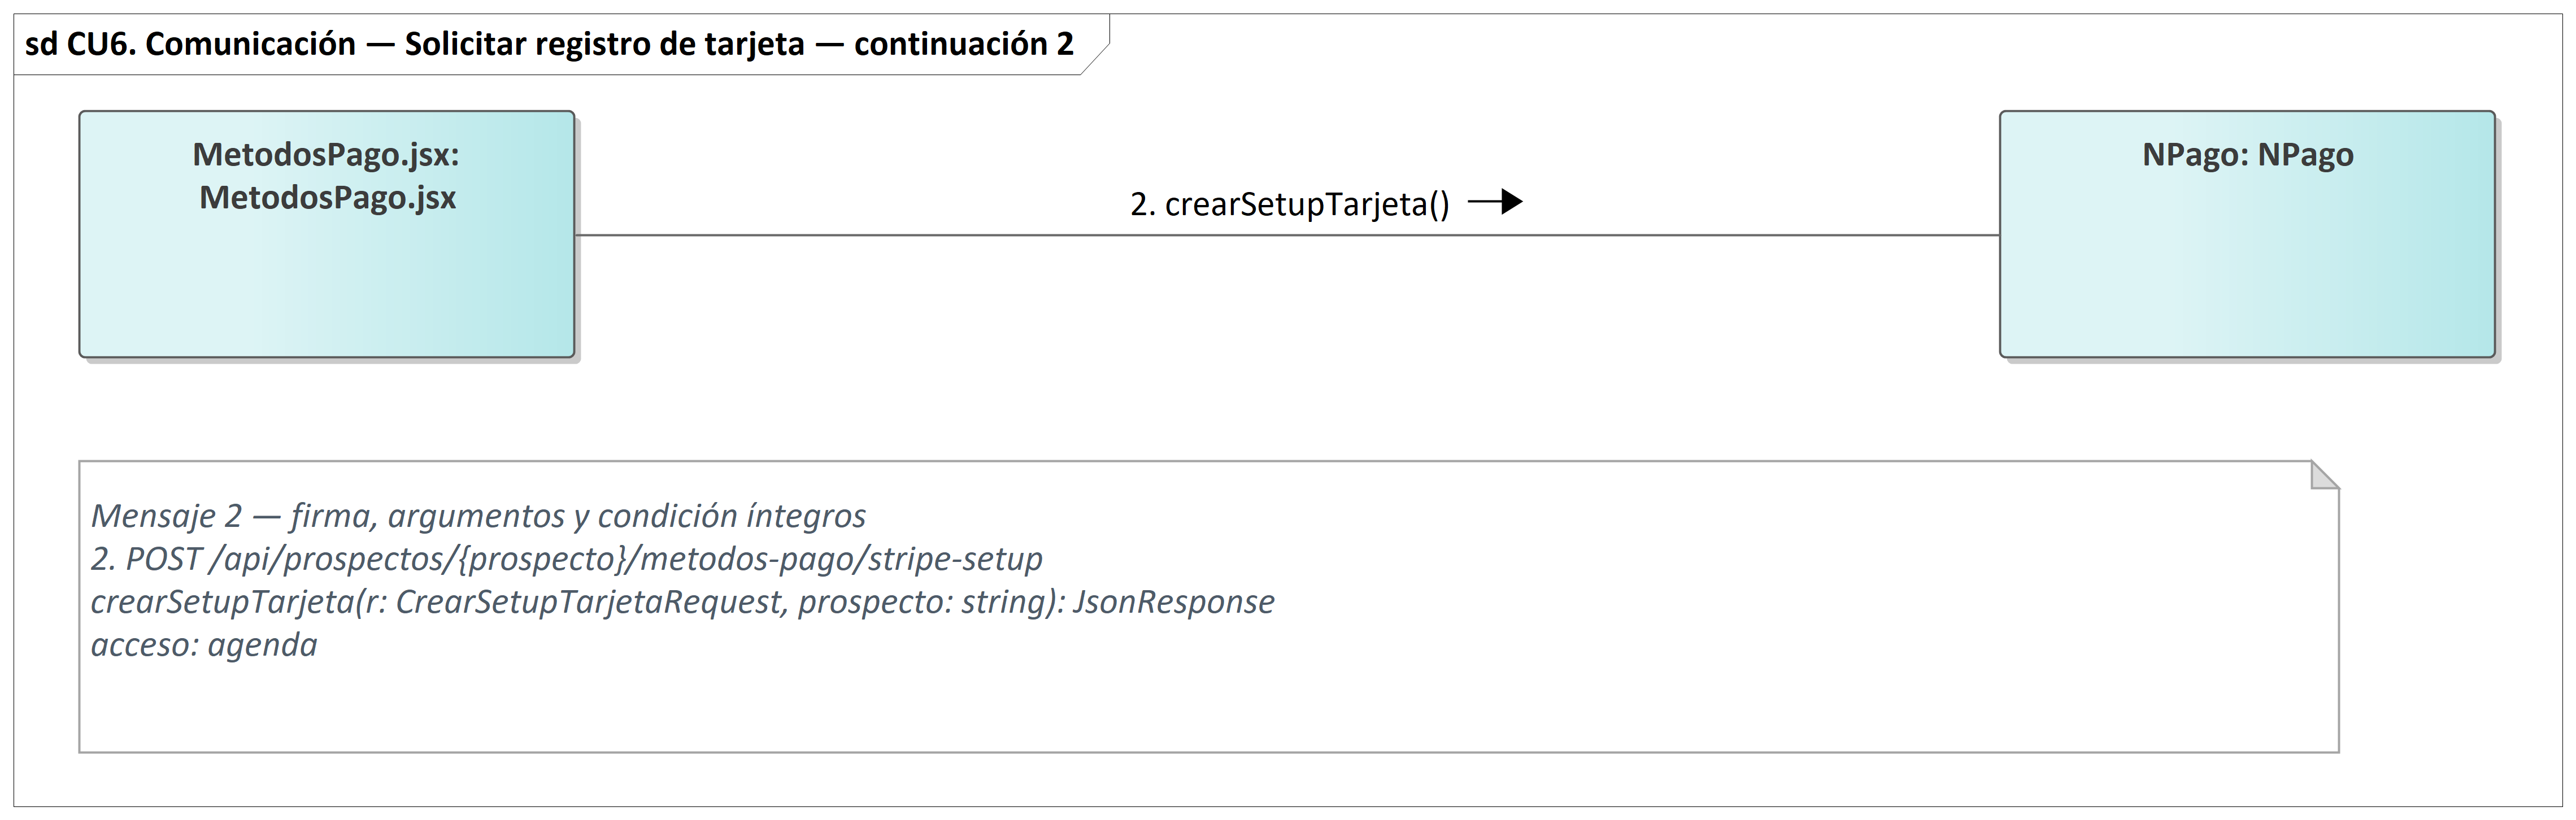 sd CU6. Comunicación — Solicitar registro de tarjeta — continuación 2
MetodosPago.jsx:
MetodosPago.jsx
2. crearSetupTarjeta()
NPago: NPago
Mensaje 2 — firma, argumentos y condición íntegros
2. POST /api/prospectos/{prospecto}/metodos-pago/stripe-setup
crearSetupTarjeta(r: CrearSetupTarjetaRequest, prospecto: string): JsonResponse
acceso: agenda